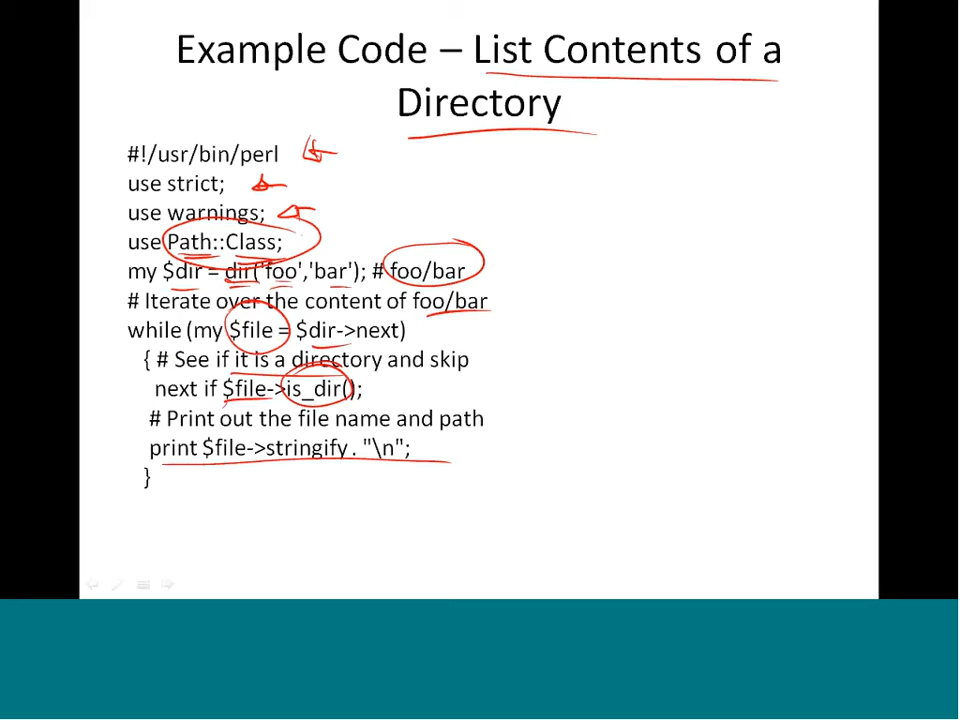 Example Code – List Contents of a
Directory
#!/usr/bin/perl
use strict;
use warnings;
use Path::Class;
my $dir = dir('foo','bar'); # foo/bar
# Iterate over the content of foo/bar
while (my $file = $dir->next)
{ # See if it is a directory and skip
next if $file->is_dir();
# Print out the file name and path
print $file->stringify . "\n";
}